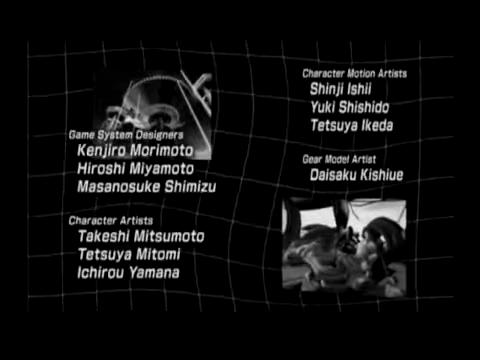 Game System Designers
Kenjiro Morimoto
Hiroshi Miyamoto
Masanosuke Shimizu
Character Artists
Takeshi Mitsumoto
Tetsuya Mitomi
Ichirou Yamana
Character Motion Artists
Shinji Ishii
Yuki Shishido
Tetsuya Ikeda
Gear Model Artist
Daisaku Kishiue